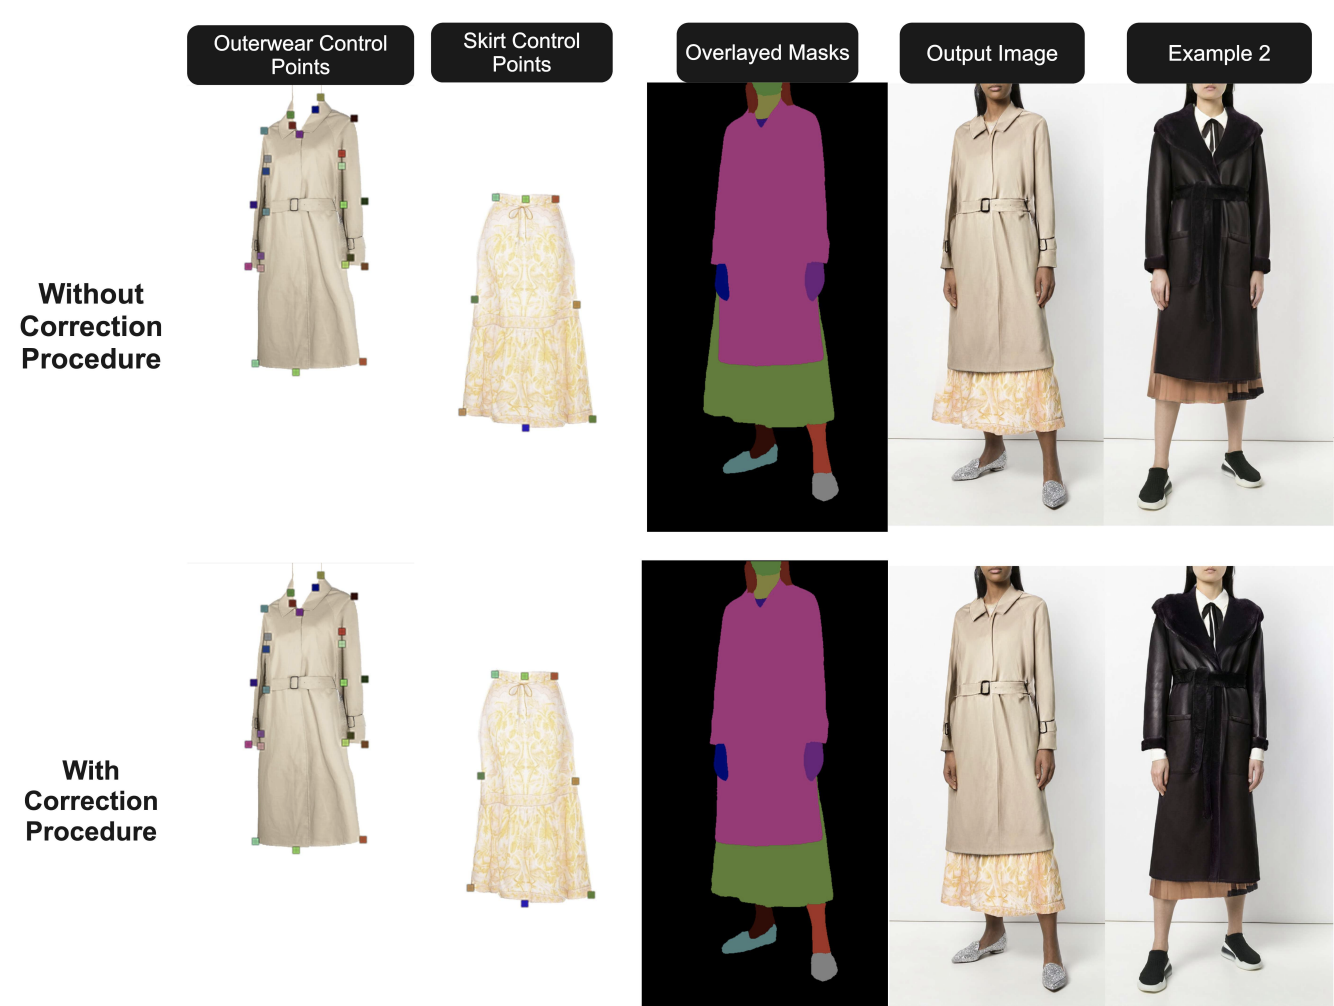 Outerwear Control
Points
Skirt Control
Points
Overlayed Masks
Output Image
Example 2
Without
Correction
Procedure
With
Correction
Procedure